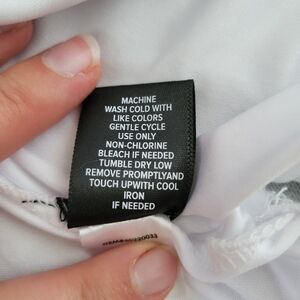 MACHINE
WASH COLD WITH
LIKE COLORS
GENTLE CYCLE
USE ONLY
NON-CHLORINE
BLEACH IF NEEDED
TUMBLE DRY LOW
REMOVE PROMPTLYAND
TOUCH UPWITH COOL
IRON
IF NEEDED